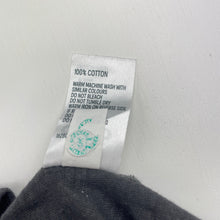 100% COTTON
WARM MACHINE WASH WITH
SIMILAR COLOURS
DO NOT BLEACH
DO NOT TUMBLE DRY
WARM IRON ON REVERSE SIDE
6